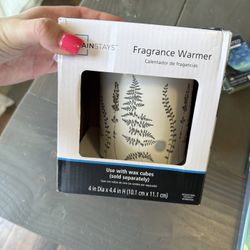 AINSTAYS
Fragrance Warmer
Calentador de fragancias
Use with wax cubes
(sold separately)
4 in Dia x 4.4 in H (10.1 cm x 11.1 cm)